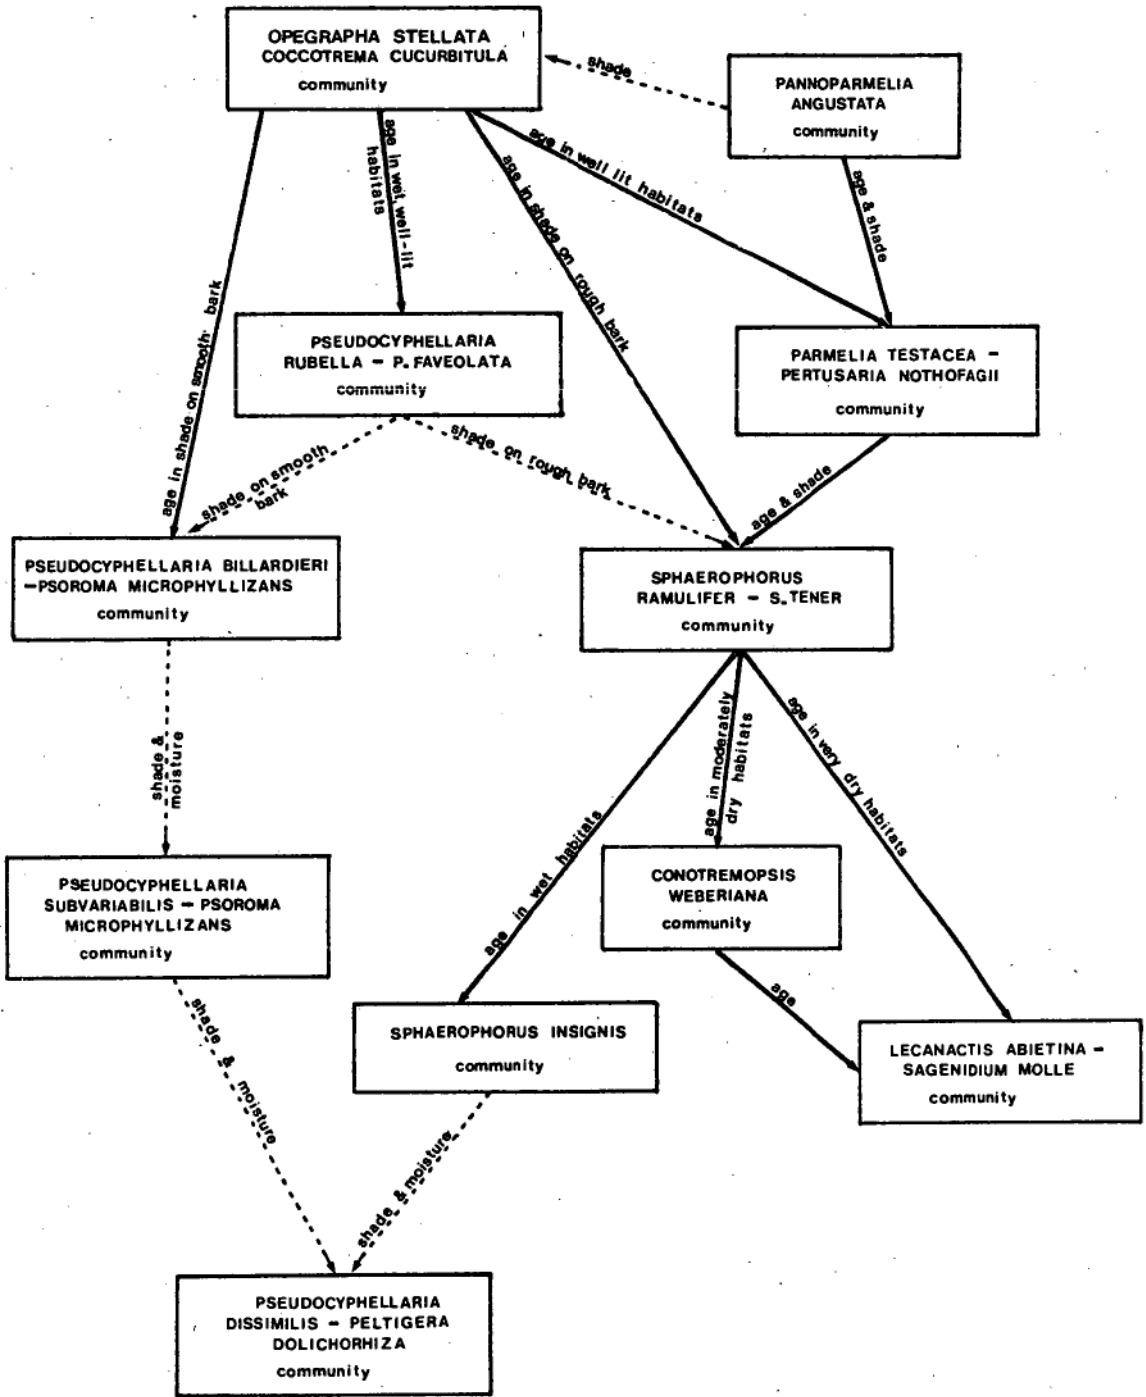 OPEGRAPHA STELLATA
COCCOTREMA CUCURBITULA
community
shade
PANNOPARMELIA
ANGUSTATA
community
age in wet, well-lit
habitats
age in shade on rough bark
age in well lit habitats
age & shade
age in shade on smooth bark
PSEUDOCYPHELLARIA
RUBELLA – P. FAVEOLATA
community
PARMELIA TESTACEA –
PERTUSARIA NOTHOFAGII
community
shade on smooth
bark
shade on rough bark
age & shade
PSEUDOCYPHELLARIA BILLARDIERI
–PSOROMA MICROPHYLLIZANS
community
SPHAEROPHORUS
RAMULIFER – S. TENER
community
shade &
moisture
age in wet habitats
age in moderately
dry habitats
age in very dry habitats
PSEUDOCYPHELLARIA
SUBVARIABILIS – PSOROMA
MICROPHYLLIZANS
community
CONOTREMOPSIS
WEBERIANA
community
age
shade & moisture
SPHAEROPHORUS INSIGNIS
community
LECANACTIS ABIETINA –
SAGENIDIUM MOLLE
community
shade & moisture
PSEUDOCYPHELLARIA
DISSIMILIS – PELTIGERA
DOLICHORHIZA
community